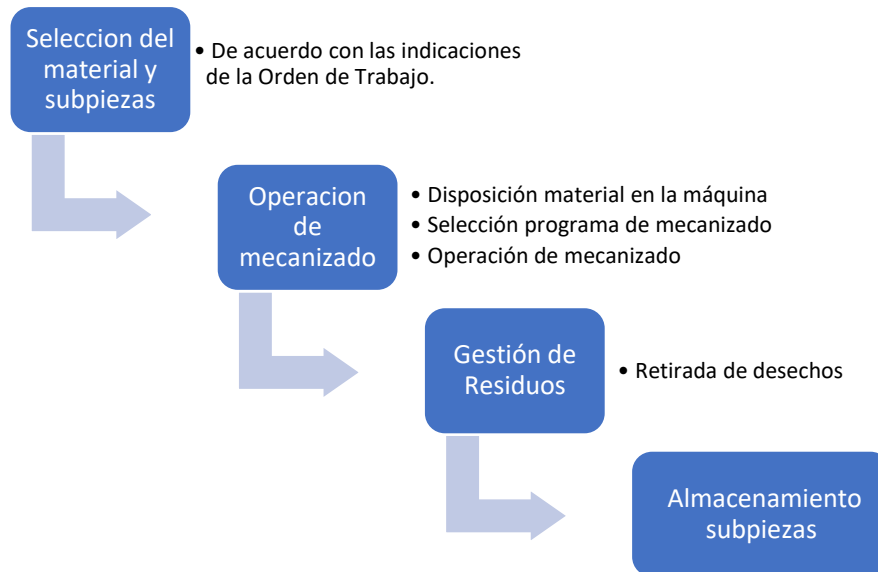 Seleccion del
material y
subpiezas
• De acuerdo con las indicaciones
de la Orden de Trabajo.
Operacion
de
mecanizado
• Disposición material en la máquina
• Selección programa de mecanizado
• Operación de mecanizado
Gestión de
Residuos
• Retirada de desechos
Almacenamiento
subpiezas